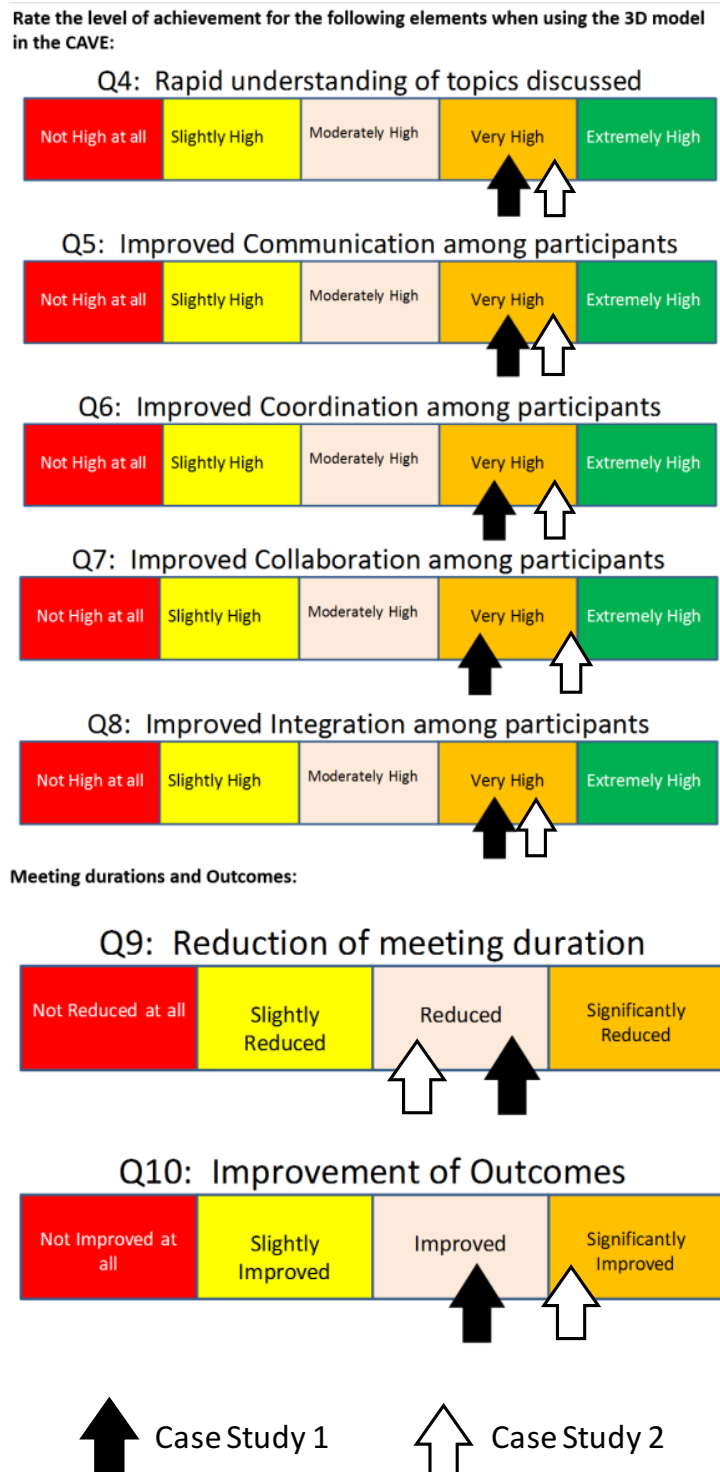 Rate the level of achievement for the following elements when using the 3D model
in the CAVE:
Q4: Rapid understanding of topics discussed
Not High at all Slightly High Moderately High Very High Extremely High
Q5: Improved Communication among participants
Not High at all Slightly High Moderately High Very High Extremely High
Q6: Improved Coordination among participants
Not High at all Slightly High Moderately High Very High Extremely High
Q7: Improved Collaboration among participants
Not High at all Slightly High Moderately High Very High Extremely High
Q8: Improved Integration among participants
Not High at all Slightly High Moderately High Very High Extremely High
Meeting durations and Outcomes:
Q9: Reduction of meeting duration
Not Reduced at all
Slightly
Reduced
Reduced
Significantly
Reduced
Q10: Improvement of Outcomes
Not Improved at
all
Slightly
Improved
Improved
Significantly
Improved
Case Study 1
Case Study 2